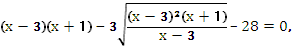 (x − 3)(x + 1) − 3√((x − 3)²(x + 1)/(x − 3)) − 28 = 0,